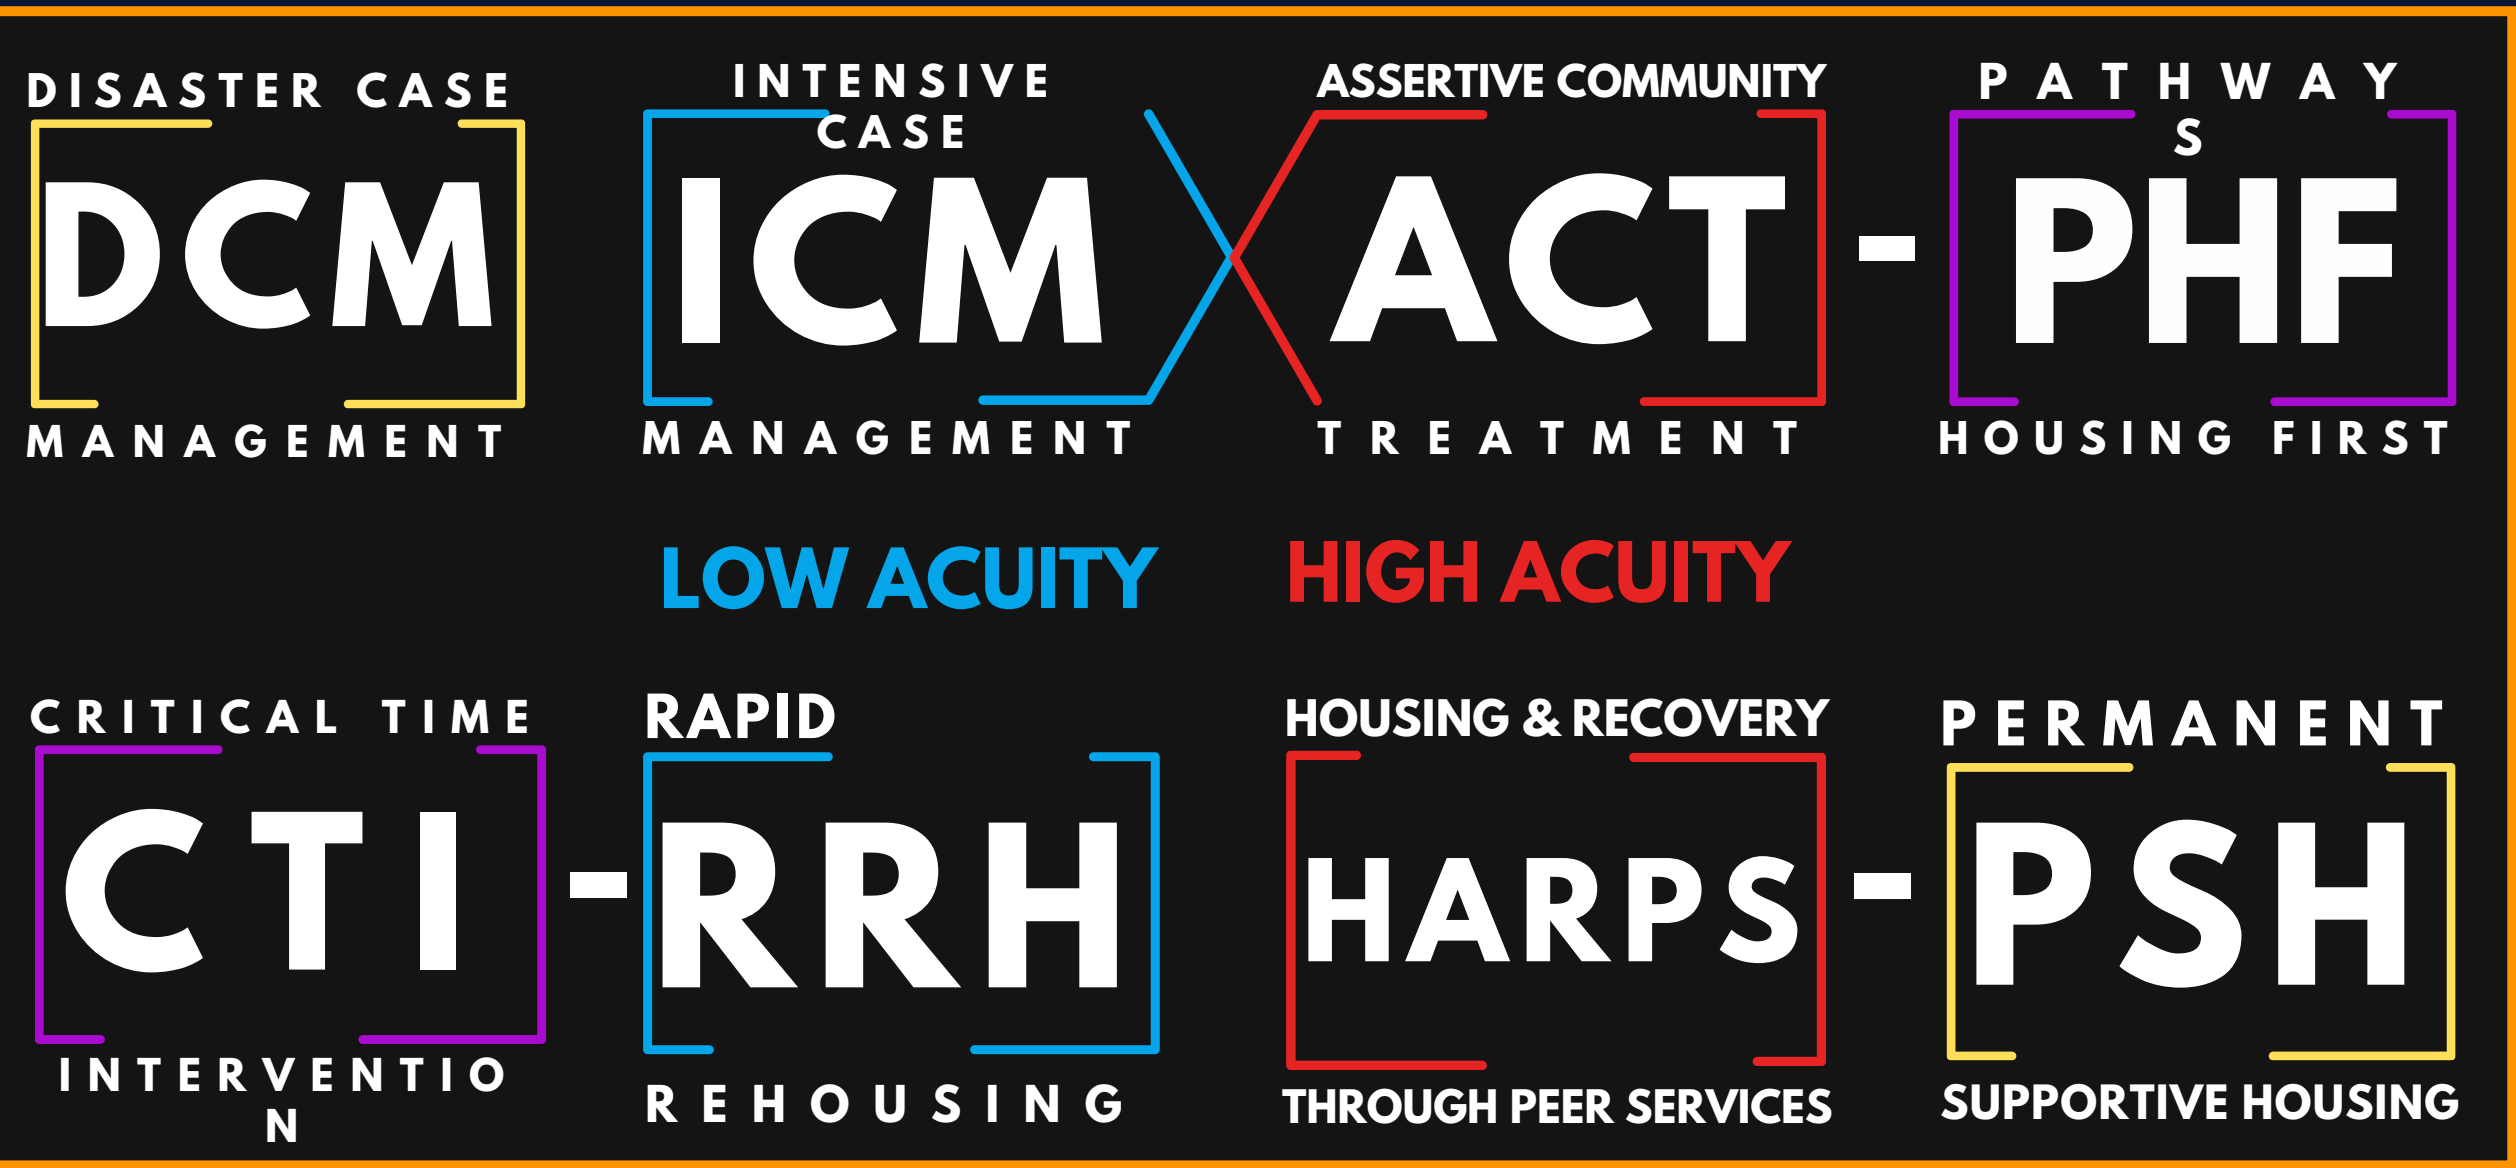 DISASTER CASE
DCM
MANAGEMENT
INTENSIVE
CASE
ICM
MANAGEMENT
ASSERTIVE COMMUNITY
ACT
TREATMENT
-
PATHWAY
S
PHF
HOUSING FIRST
LOW ACUITY
HIGH ACUITY
CRITICAL TIME
CTI
INTERVENTIO
N
-
RAPID
RRH
REHOUSING
HOUSING & RECOVERY
HARPS
THROUGH PEER SERVICES
-
PERMANENT
PSH
SUPPORTIVE HOUSING